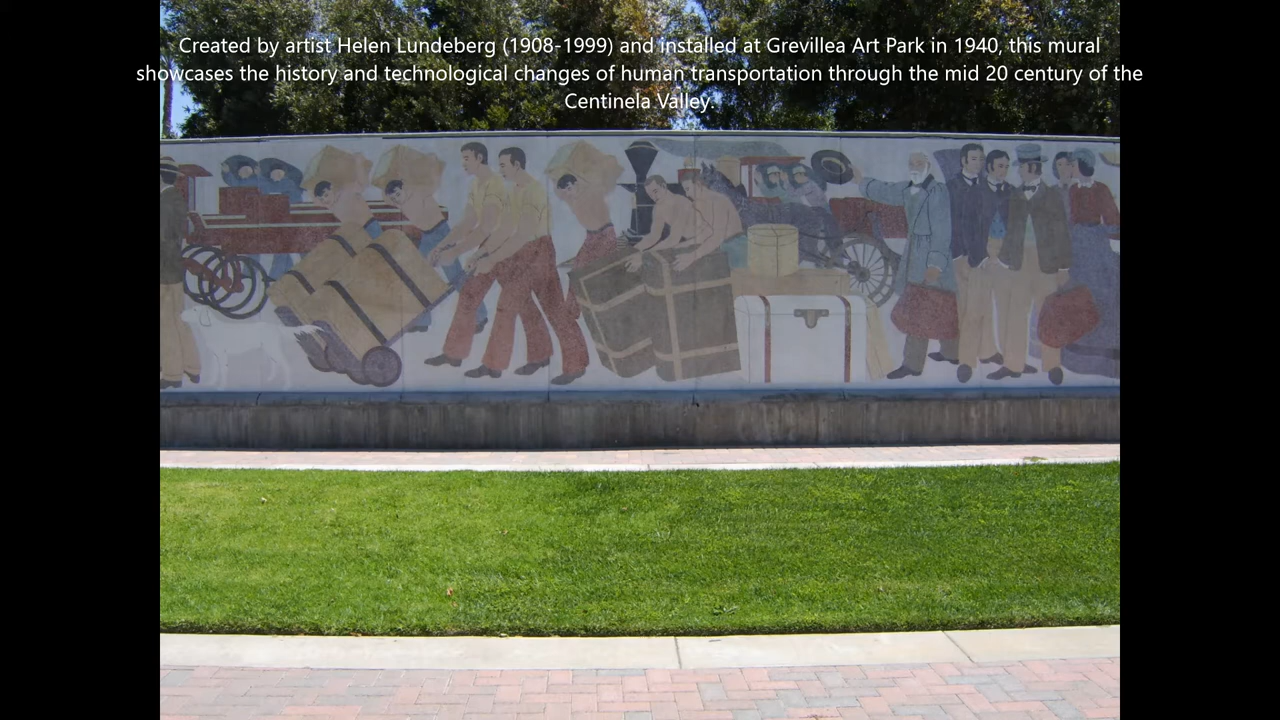 Created by artist Helen Lundeberg (1908-1999) and installed at Grevillea Art Park in 1940, this mural
showcases the history and technological changes of human transportation through the mid 20 century of the
Centinela Valley.